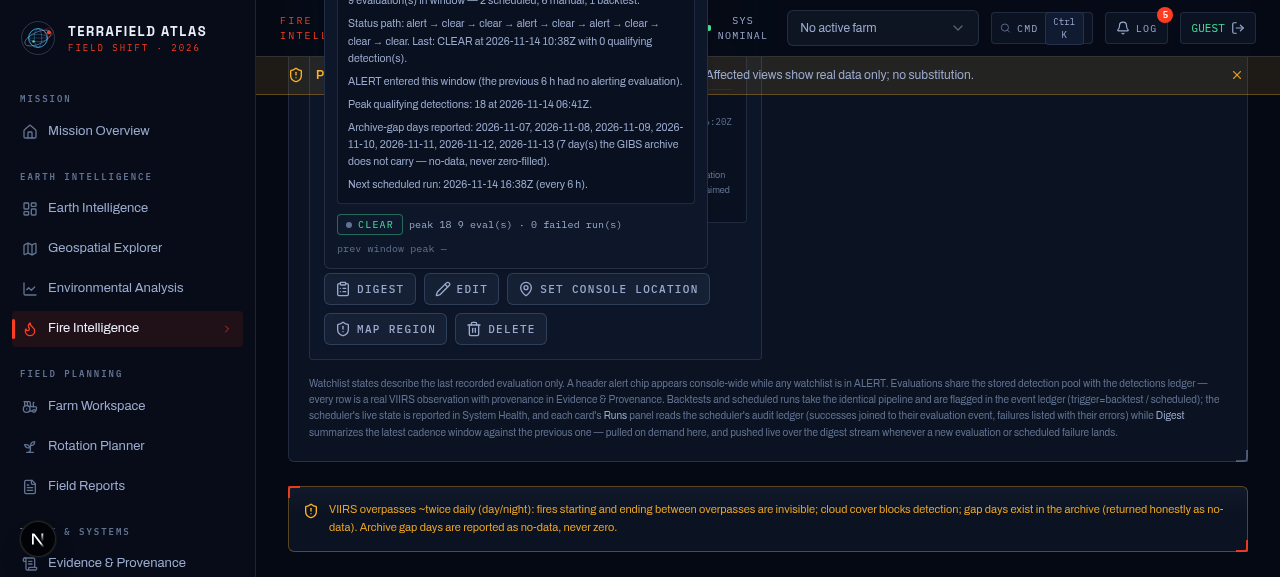 TERRAFIELD ATLAS
FIELD SHIFT · 2026
MISSION
Mission Overview
EARTH INTELLIGENCE
Earth Intelligence
Geospatial Explorer
Environmental Analysis
Fire Intelligence
FIELD PLANNING
Farm Workspace
Rotation Planner
Field Reports
& SYSTEMS
N
Evidence & Provenance
FIRE
SYS
NOMINAL
No active farm
CMD
Ctrl
K
LOG
5
GUEST
Affected views show real data only; no substitution.
9 evaluation(s) in window — 2 scheduled, 6 manual, 1 backtest.
Status path: alert → clear → clear → alert → clear → alert → clear →
clear → clear. Last: CLEAR at 2026-11-14 10:38Z with 0 qualifying
detection(s).
ALERT entered this window (the previous 6 h had no alerting evaluation).
Peak qualifying detections: 18 at 2026-11-14 06:41Z.
Archive-gap days reported: 2026-11-07, 2026-11-08, 2026-11-09, 2026-
11-10, 2026-11-11, 2026-11-12, 2026-11-13 (7 day(s) the GIBS archive
does not carry — no-data, never zero-filled).
Next scheduled run: 2026-11-14 16:38Z (every 6 h).
:20Z
CLEAR
peak 18 9 eval(s) · 0 failed run(s)
prev window peak —
DIGEST
EDIT
SET CONSOLE LOCATION
MAP REGION
DELETE
Watchlist states describe the last recorded evaluation only. A header alert chip appears console-wide while any watchlist is in ALERT. Evaluations share the stored detection pool with the detections ledger —
every row is a real VIIRS observation with provenance in Evidence & Provenance. Backtests and scheduled runs take the identical pipeline and are flagged in the event ledger (trigger=backtest / scheduled); the
scheduler's live state is reported in System Health, and each card's Runs panel reads the scheduler's audit ledger (successes joined to their evaluation event, failures listed with their errors) while Digest
summarizes the latest cadence window against the previous one — pulled on demand here, and pushed live over the digest stream whenever a new evaluation or scheduled failure lands.
VIIRS overpasses ~twice daily (day/night): fires starting and ending between overpasses are invisible; cloud cover blocks detection; gap days exist in the archive (returned honestly as no-
data). Archive gap days are reported as no-data, never zero.